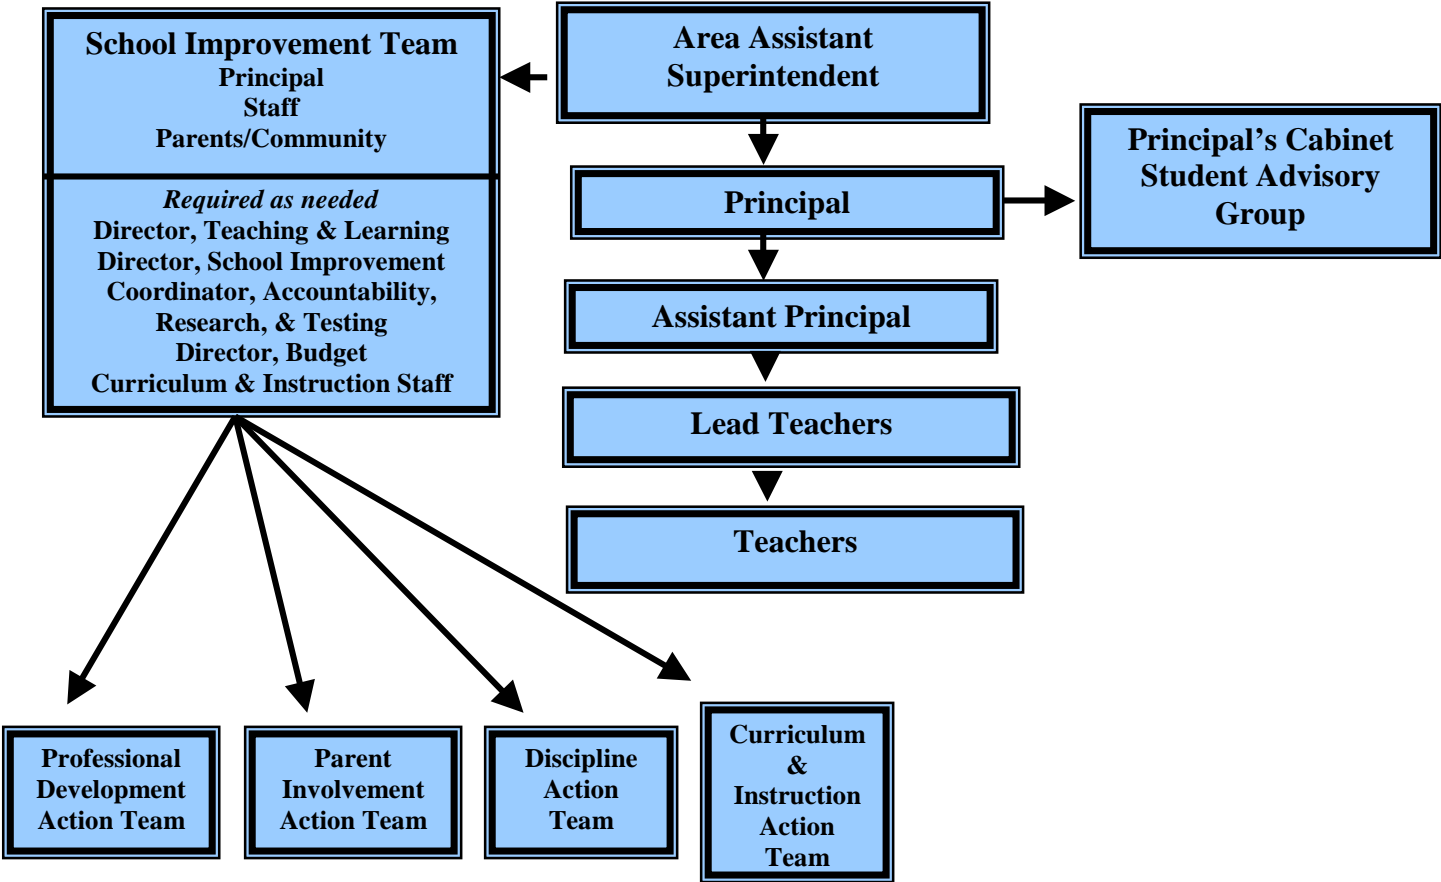 School Improvement Team
Principal
Staff
Parents/Community
Required as needed
Director, Teaching & Learning
Director, School Improvement
Coordinator, Accountability,
Research, & Testing
Director, Budget
Curriculum & Instruction Staff
Area Assistant
Superintendent
Principal
Principal’s Cabinet
Student Advisory
Group
Assistant Principal
Lead Teachers
Teachers
Professional
Development
Action Team
Parent
Involvement
Action Team
Discipline
Action
Team
Curriculum
&
Instruction
Action
Team